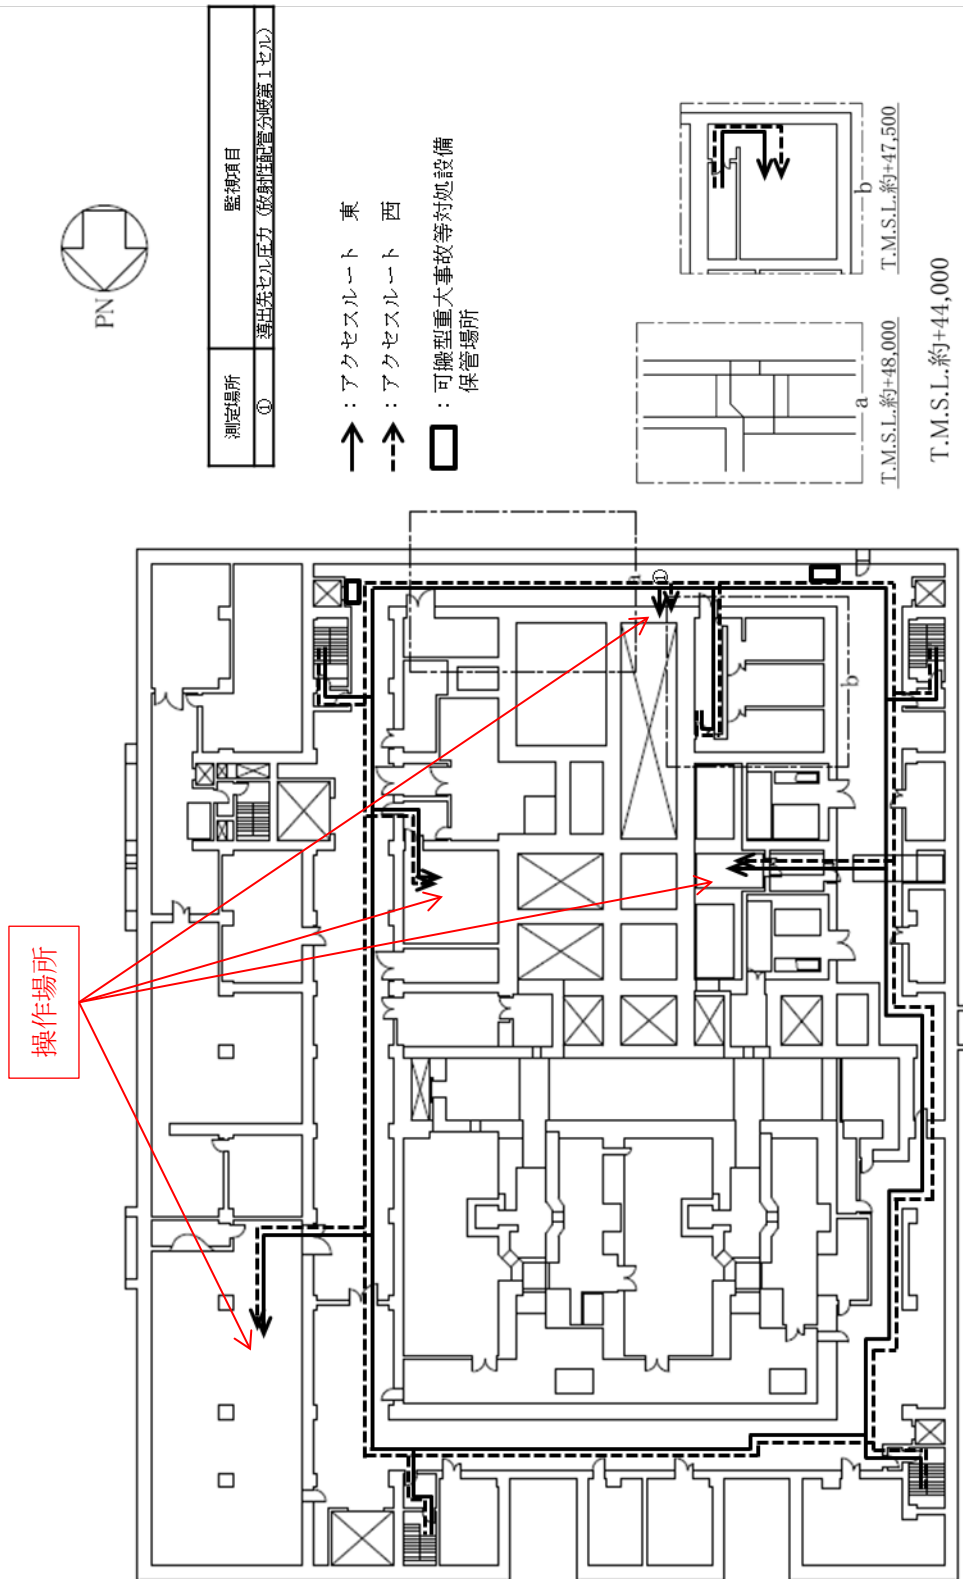 PN
測定場所
監視項目
①
導出先セル圧力（放射性配管分岐第１セル）
：アクセスルート　東
：アクセスルート　西
：可搬型重大事故等対処設備
保管場所
a
T.M.S.L.約+48,000
b
T.M.S.L.約+47,500
T.M.S.L.約+44,000
操作場所
a
①
b